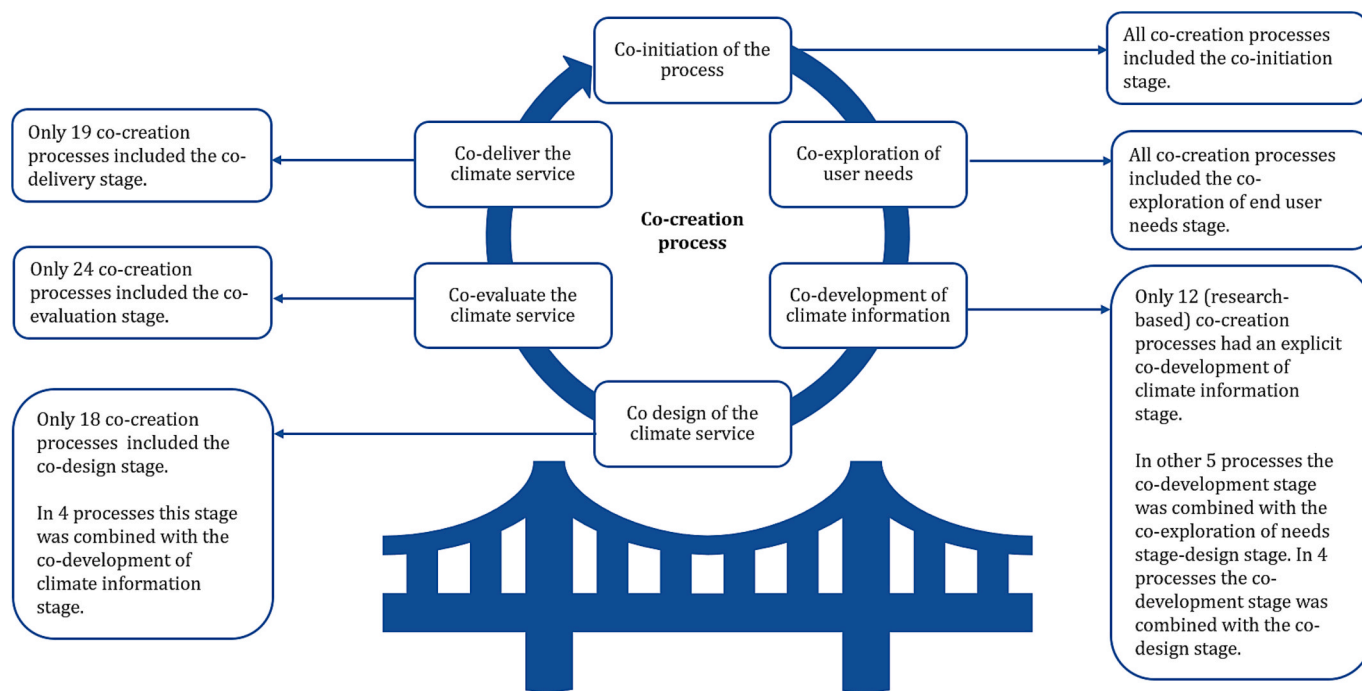 Co-initiation of the
process
All co-creation processes
included the co-initiation
stage.
Only 19 co-creation
processes included the co-
delivery stage.
Co-deliver the
climate service
Co-exploration of
user needs
All co-creation processes
included the co-
exploration of end user
needs stage.
Co-creation
process
Only 24 co-creation
processes included the co-
evaluation stage.
Co-evaluate the
climate service
Co-development of
climate information
Only 12 (research-
based) co-creation
processes had an explicit
co-development of
climate information
stage.
In other 5 processes the
co-development stage
was combined with the
co-exploration of needs
stage-design stage. In 4
processes the co-
development stage was
combined with the co-
design stage.
Co design of the
climate service
Only 18 co-creation
processes included the
co-design stage.
In 4 processes this stage
was combined with the
co-development of
climate information
stage.